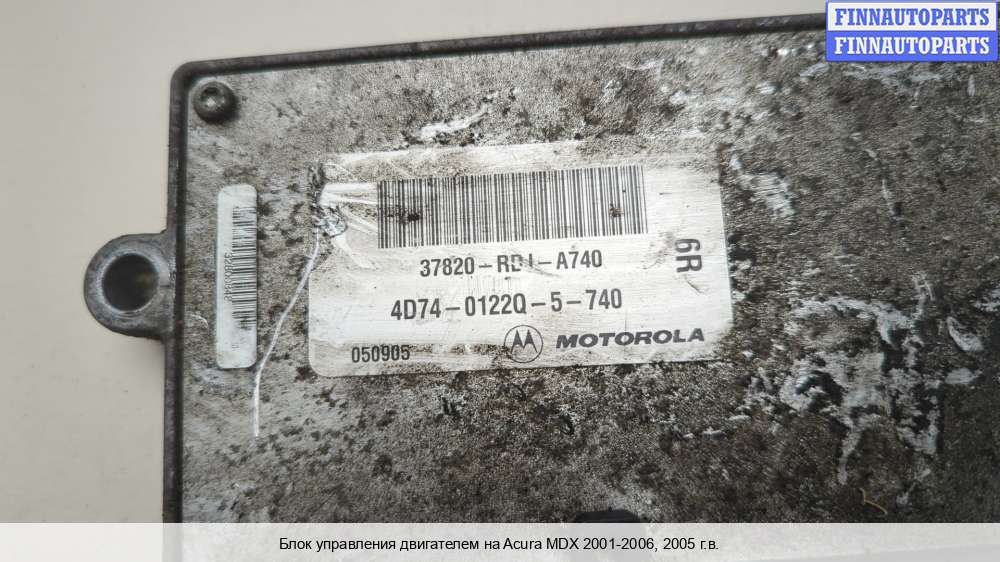 FINNAUTOPARTS
FINNAUTOPARTS
37820-RDJ-A740
4D74-0122Q-5-740
6R
050905
MOTOROLA
Блок управления двигателем на Acura MDX 2001-2006, 2005 г.в.